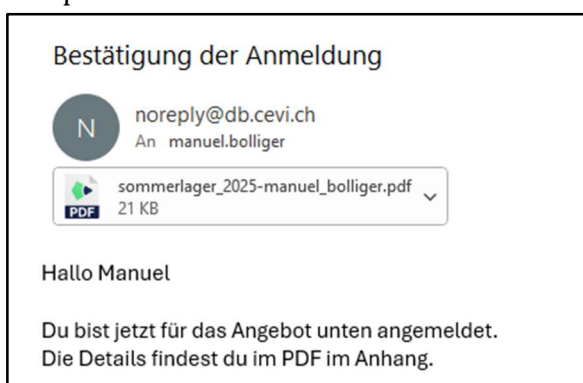 Bestätigung der Anmeldung
N
noreply@db.cevi.ch
An manuel.bolliger
sommerlager_2025-manuel_bolliger.pdf
PDF
21 KB
Hallo Manuel
Du bist jetzt für das Angebot unten angemeldet.
Die Details findest du im PDF im Anhang.